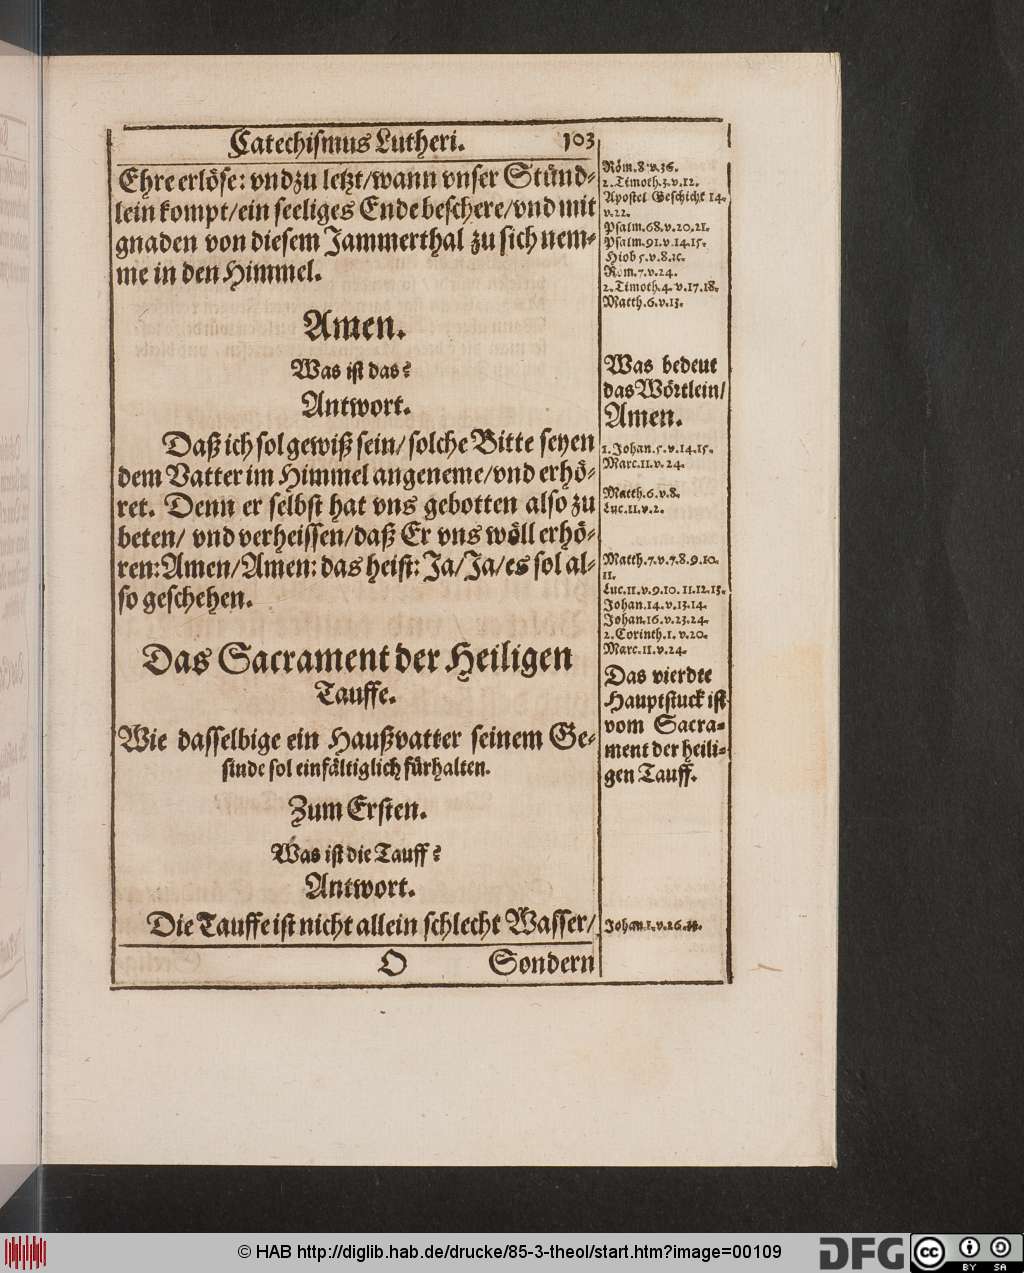 Catechismus Lutheri. 103
Ehre erlöse: vnd zu letzt/wann vnser Stünd-
lein kompt/ein seeliges Ende beschere/vnd mit
gnaden von diesem Jammerthal zu sich nem-
me in den Himmel.
Amen.
Was ist das?
Antwort.
Daß ich sol gewiß sein/solche Bitte seyen
dem Vatter im Himmel angeneme/vnd erhö-
ret. Denn er selbst hat vns gebotten also zu
beten/ vnd verheissen/daß Er vns wöll erhö-
ren: Amen/Amen: das heist: Ja/Ja/es sol al-
so geschehen.
Das Sacrament der Heiligen
Tauffe.
Wie dasselbige ein Haußvatter seinem Ge-
sinde sol einfältiglich fürhalten.
Zum Ersten.
Was ist die Tauff?
Antwort.
Die Tauffe ist nicht allein schlecht Wasser/
O Sondern
Röm.8.v.36.
2.Timoth.3.v.12.
Apostel Geschicht 14.
v.22.
Psalm.68.v.20.21.
Psalm.91.v.14.15.
Hiob 5.v.8.
Rom.7.v.24.
2.Timoth.4.v.17.18.
Matth.6.v.13.
Was bedeut
das Wörtlein/
Amen.
1.Johan.5.v.14.15.
Marc.11.v.24.
Matth.6.v.8.
Luc.11.v.2.
Matth.7.v.7.8.9.10.
11.
Luc.11.v.9.10.11.12.13.
Johan.14.v.13.14.
Johan.16.v.23.24.
2.Corinth.1.v.20.
Marc.11.v.24.
Das vierdte
Hauptstuck ist
vom Sacra-
ment der heili-
gen Tauff.
Johan.1.v.26.
© HAB http://diglib.hab.de/drucke/85-3-theol/start.htm?image=00109
DFG cc BY SA